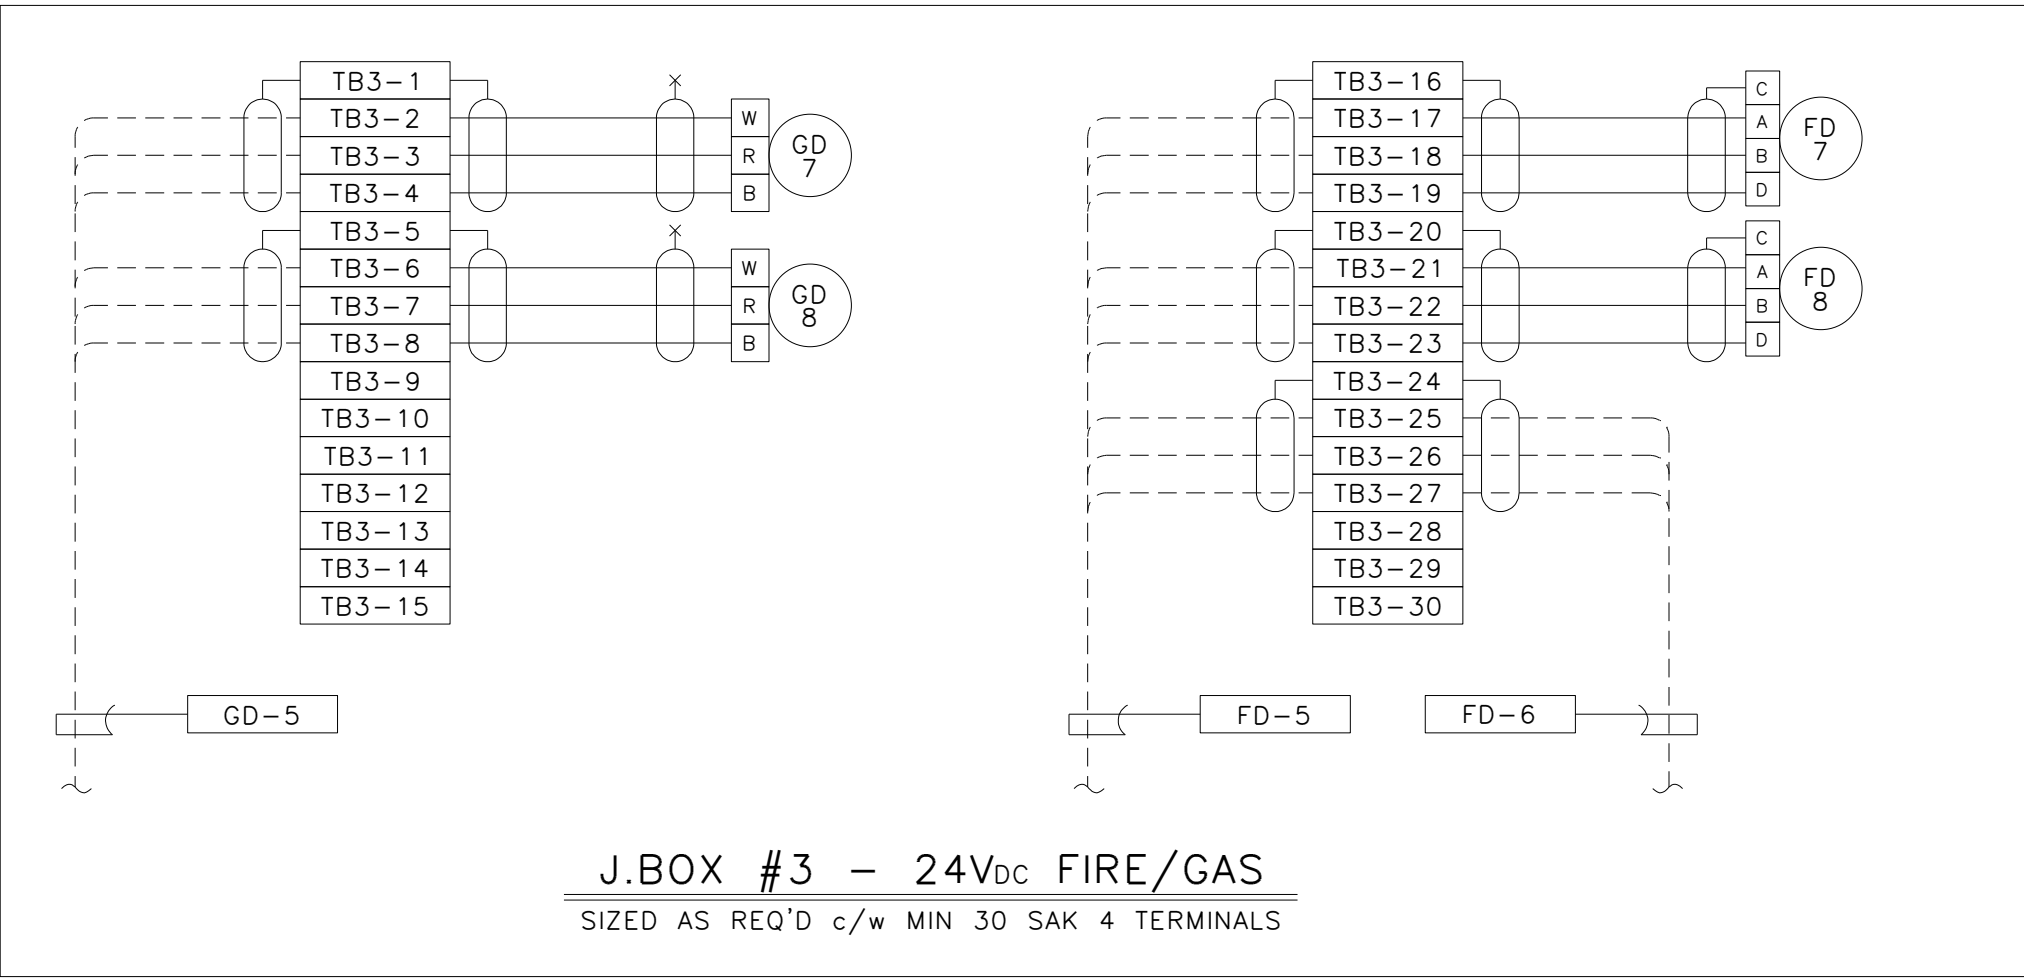 TB3-1
TB3-2
TB3-3
TB3-4
TB3-5
TB3-6
TB3-7
TB3-8
TB3-9
TB3-10
TB3-11
TB3-12
TB3-13
TB3-14
TB3-15
W
R
B
GD
7
W
R
B
GD
8
GD-5
TB3-16
TB3-17
TB3-18
TB3-19
TB3-20
TB3-21
TB3-22
TB3-23
TB3-24
TB3-25
TB3-26
TB3-27
TB3-28
TB3-29
TB3-30
C
A
B
D
FD
7
C
A
B
D
FD
8
FD-5
FD-6
J.BOX #3 - 24VDC FIRE/GAS
SIZED AS REQ'D c/w MIN 30 SAK 4 TERMINALS